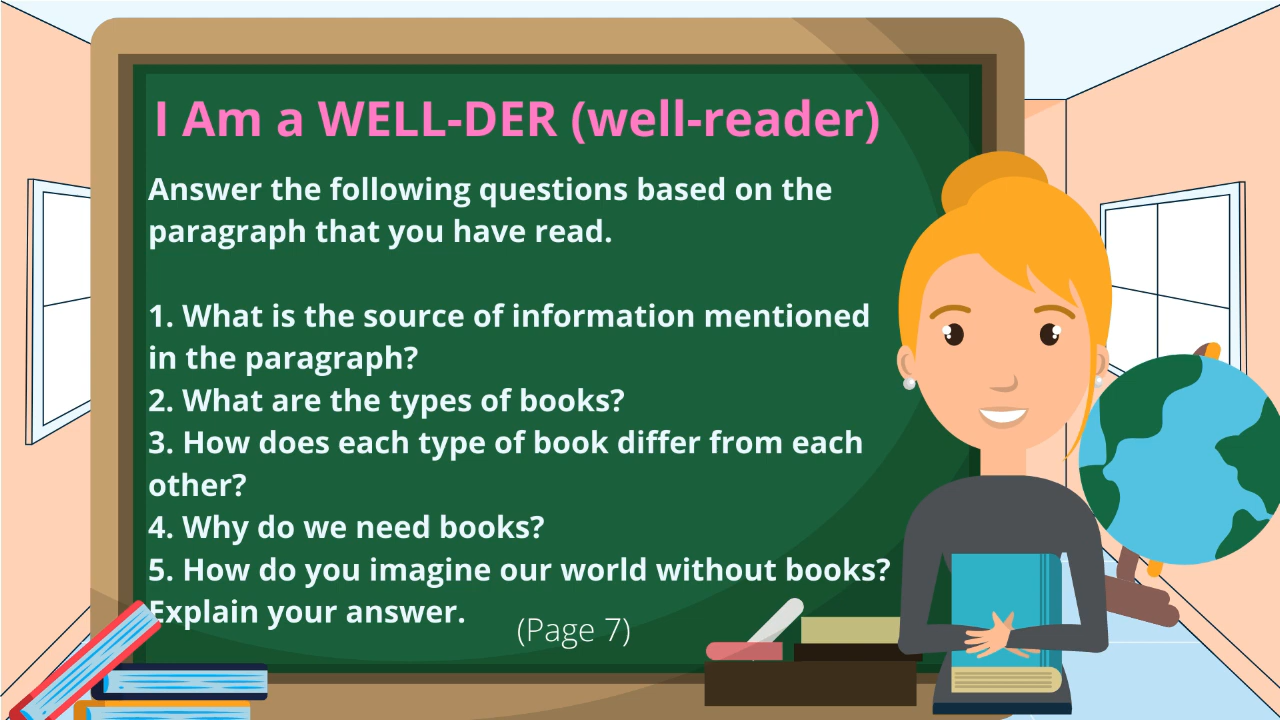 I Am a WELL-DER (well-reader)
Answer the following questions based on the
paragraph that you have read.
1. What is the source of information mentioned
in the paragraph?
2. What are the types of books?
3. How does each type of book differ from each
other?
4. Why do we need books?
5. How do you imagine our world without books?
Explain your answer.
(Page 7)